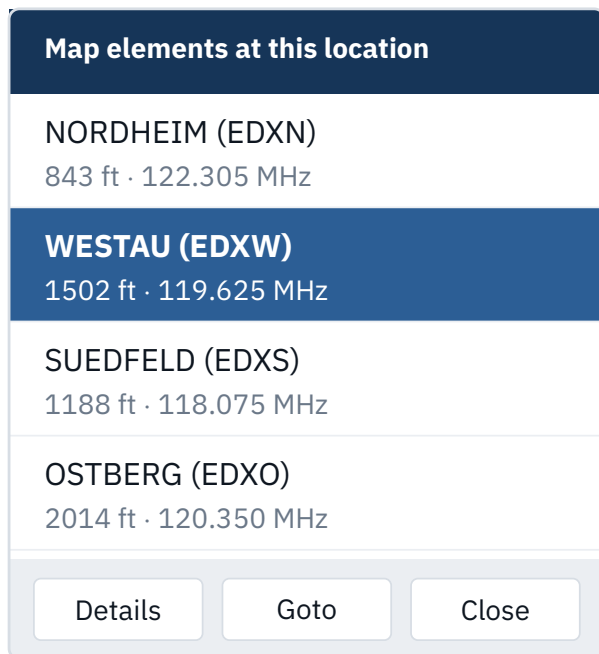 Map elements at this location
NORDHEIM (EDXN)
843 ft · 122.305 MHz
WESTAU (EDXW)
1502 ft · 119.625 MHz
SUEDFELD (EDXS)
1188 ft · 118.075 MHz
OSTBERG (EDXO)
2014 ft · 120.350 MHz
Details Goto Close